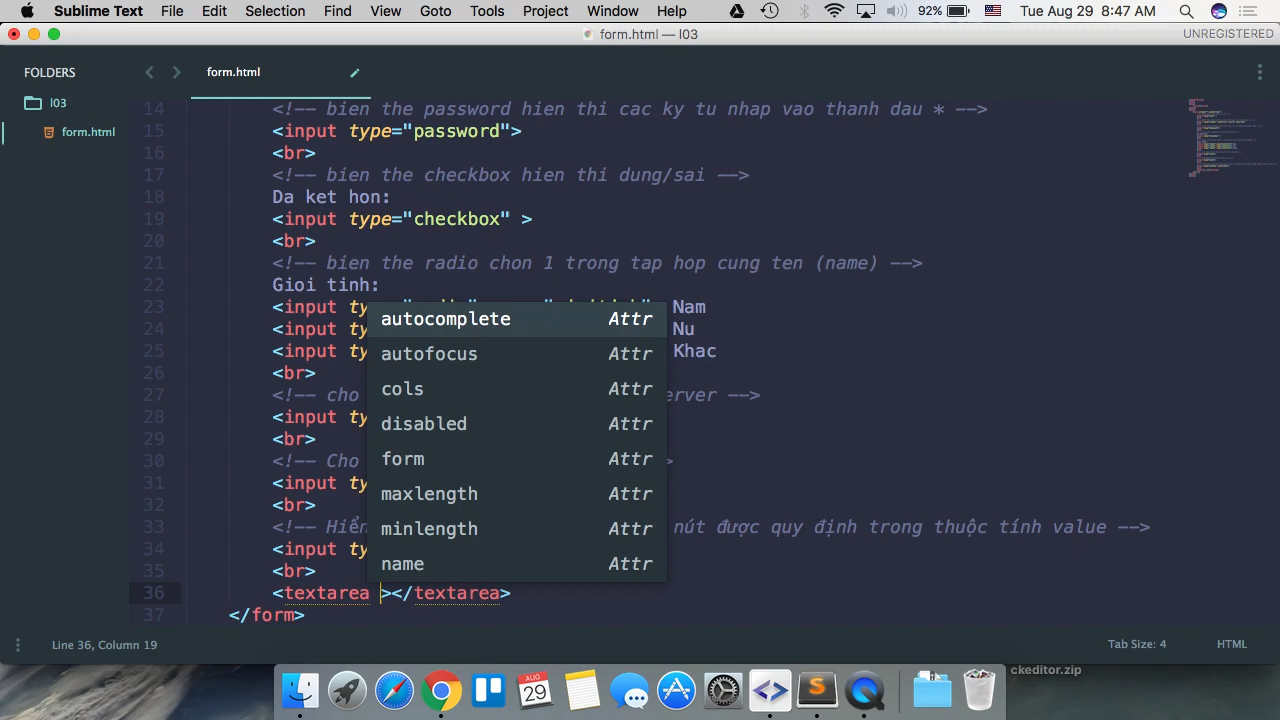 Sublime Text File Edit Selection Find View Goto Tools Project Window Help 92% Tue Aug 29 8:47 AM
form.html — l03
UNREGISTERED
FOLDERS
l03
form.html
form.html
14 <!-- bien the password hien thi cac ky tu nhap vao thanh dau * -->
15 <input type="password">
16 <br>
17 <!-- bien the checkbox hien thi dung/sai -->
18 Da ket hon:
19 <input type="checkbox" >
20 <br>
21 <!-- bien the radio chon 1 trong tap hop cung ten (name) -->
22 Gioi tinh:
23 <input ty Nam
24 <input ty Nu
25 <input ty Khac
26 <br>
27 <!-- cho erver -->
28 <input ty
29 <br>
30 <!-- Cho >
31 <input ty
32 <br>
33 <!-- Hiển nút được quy định trong thuộc tính value -->
34 <input ty
35 <br>
36 <textarea ></textarea>
37 </form>
autocomplete Attr
autofocus Attr
cols Attr
disabled Attr
form Attr
maxlength Attr
minlength Attr
name Attr
Line 36, Column 19
Tab Size: 4
HTML
AUG
29
ckeditor.zip